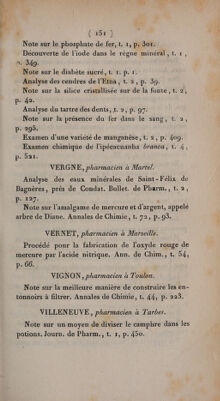 ( 151 )
Note sur le phosphate de fer, t. 1, p. 301.
Découverte de l'iode dans le règne minéral, t. 1,
p. 349.
Note sur le diabète sucré, t. 1. p. 1.
Analyse des cendres de l'Etna, t. 2, p. 39.
Note sur la silice cristallisée sur de la fonte, t. 2,
p. 42.
Analyse du tartre des dents, t. 2, p. 97.
Note sur la présence du fer dans le sang, t. 2,
p. 295.
Examen d'une variété de manganèse, t. 2, p. 409.
Examen chimique de l'ipécacuanha branca, t. 4,
p. 521.
VERGNE, pharmacien à Martel.
Analyse des eaux minérales de Saint-Félix de
Bagnères, près de Condat. Bullet. de Pharm., t. 2,
p. 127.
Note sur l'amalgame de mercure et d'argent, appelé
arbre de Diane. Annales de Chimie, t. 72, p. 93.
VERNET, pharmacien à Marseille.
Procédé pour la fabrication de l'oxyde rouge de
mercure par l'acide nitrique. Ann. de Chim., t. 54,
p. 66.
VIGNON, pharmacien à Toulon.
Note sur la meilleure manière de construire les en-
tonnoirs à filtrer. Annales de Chimie, t. 44, p. 223.
VILLENEUVE, pharmacien à Tarbes.
Note sur un moyen de diviser le camphre dans les
potions. Journ. de Pharm., t. 1, p. 450.